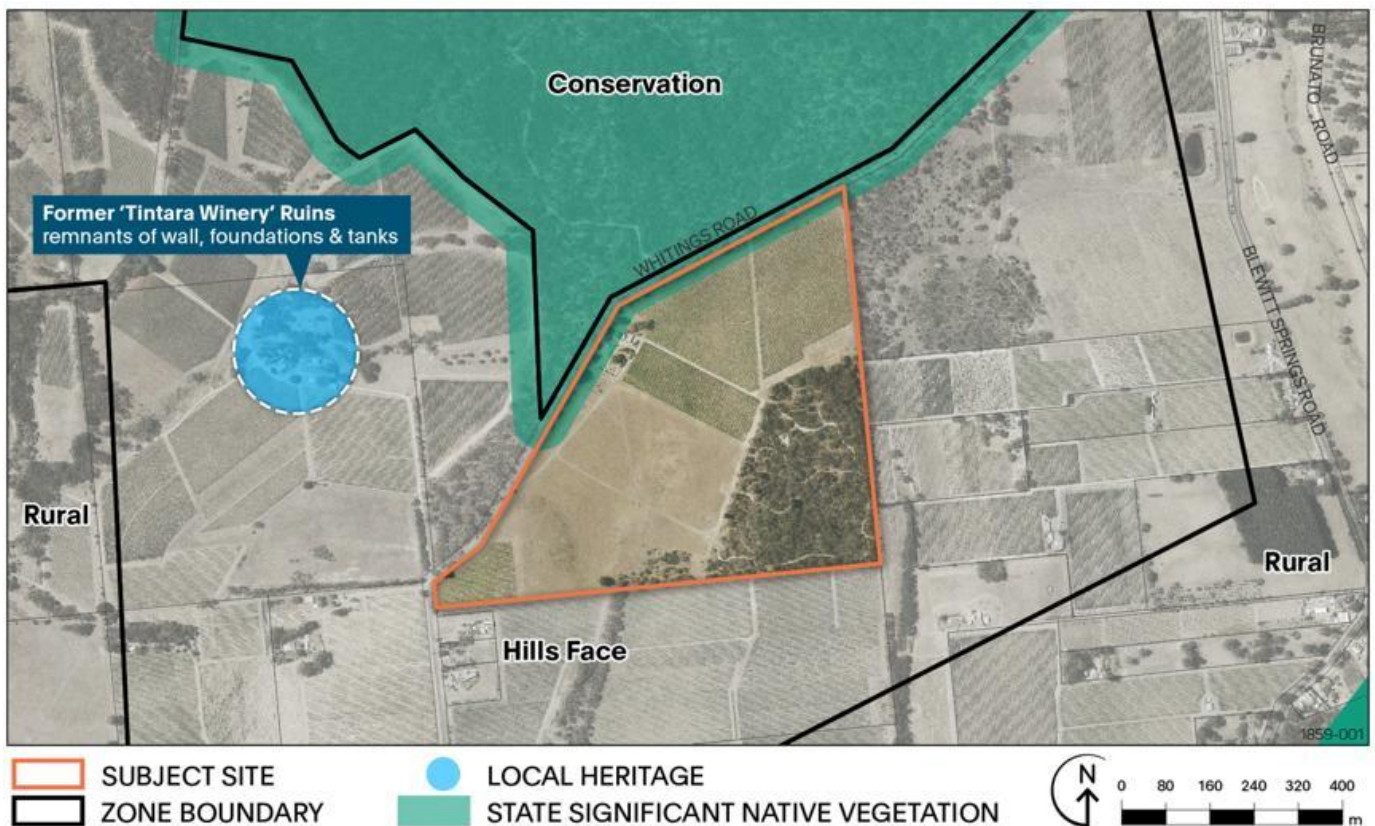 Conservation
BRUNATO ROAD
Former 'Tintara Winery' Ruins
remnants of wall, foundations & tanks
WHITINGS ROAD
BLEWITT SPRINGS ROAD
Rural
Rural
Hills Face
1859-001
SUBJECT SITE
ZONE BOUNDARY
LOCAL HERITAGE
STATE SIGNIFICANT NATIVE VEGETATION
N
0 80 160 240 320 400
m